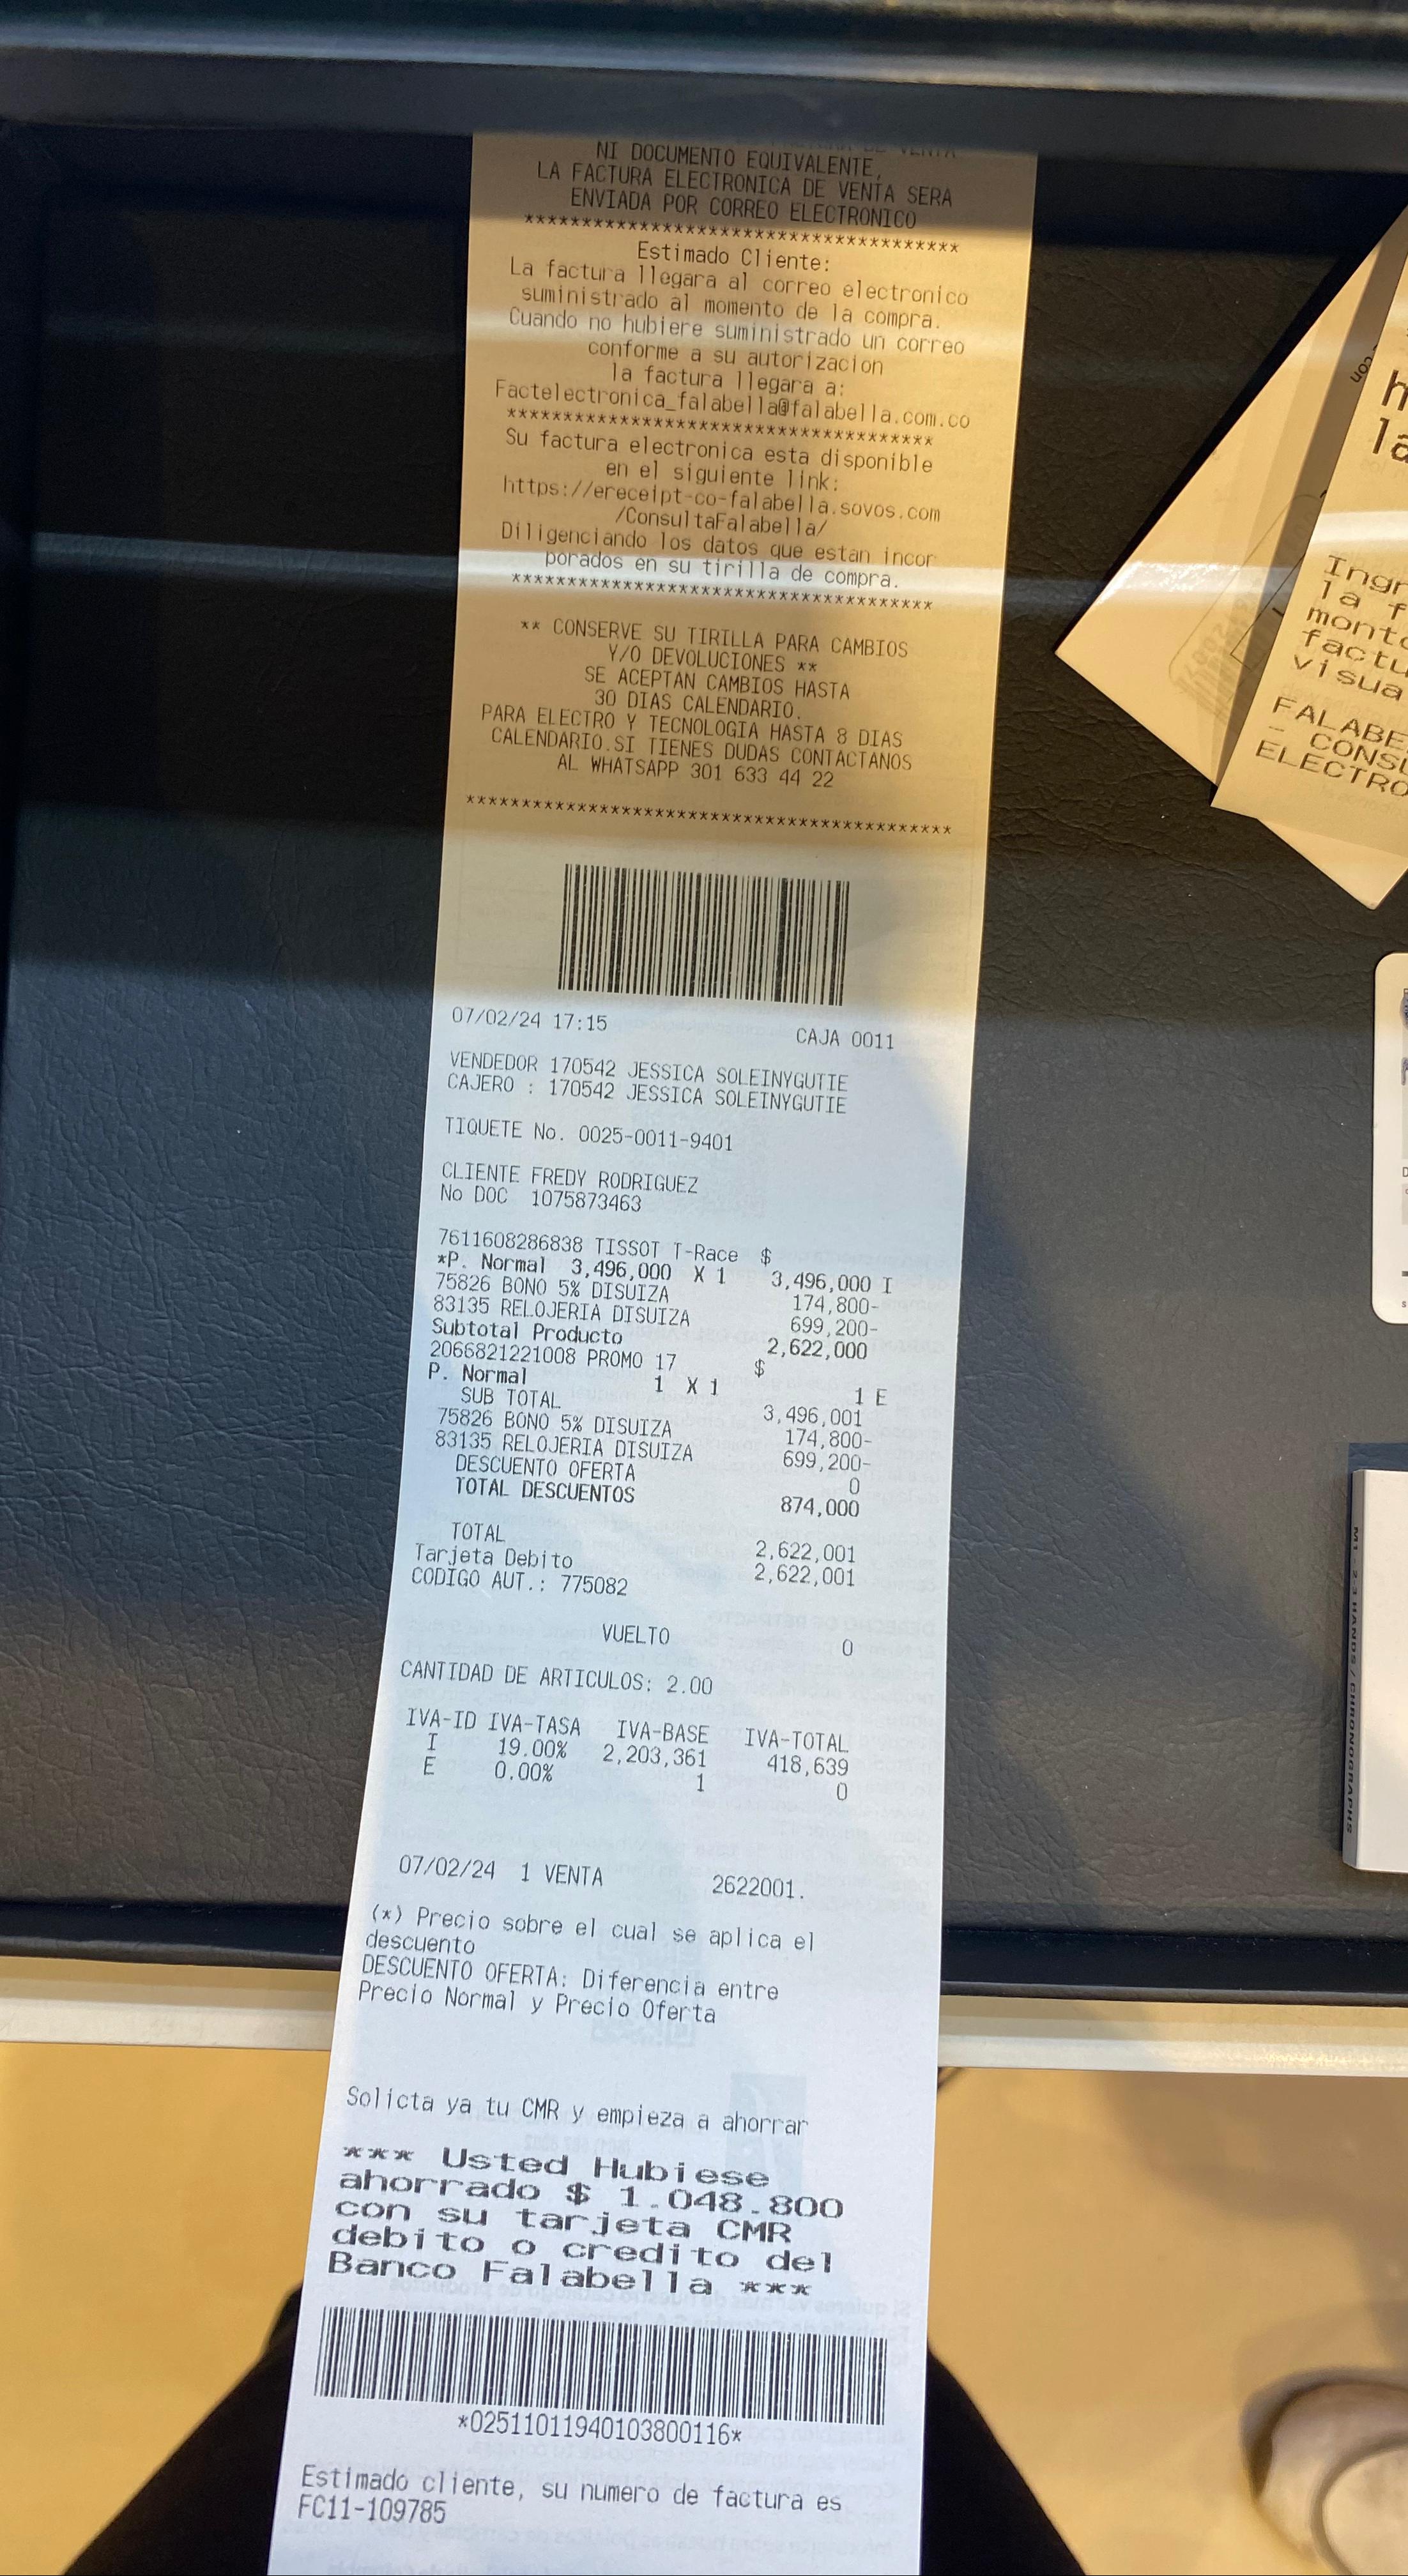 NI DOCUMENTO EQUIVALENTE,
LA FACTURA ELECTRONICA DE VENTA SERA
ENVIADA POR CORREO ELECTRONICO
**************************************
Estimado Cliente:
La factura llegara al correo electronico
suministrado al momento de la compra.
Cuando no hubiere suministrado un correo
conforme a su autorizacion
la factura llegara a:
Factelectronica_falabella@falabella.com.co
**************************************
Su factura electronica esta disponible
en el siguiente link:
https://ereceipt-co-falabella.sovos.com
/ConsultaFalabella/
Diligenciando los datos que estan incor
porados en su tirilla de compra.
**************************************
** CONSERVE SU TIRILLA PARA CAMBIOS
Y/O DEVOLUCIONES **
SE ACEPTAN CAMBIOS HASTA
30 DIAS CALENDARIO.
PARA ELECTRO Y TECNOLOGIA HASTA 8 DIAS
CALENDARIO.SI TIENES DUDAS CONTACTANOS
AL WHATSAPP 301 633 44 22
********************************************
07/02/24 17:15 CAJA 0011
VENDEDOR 170542 JESSICA SOLEINYGUTIE
CAJERO : 170542 JESSICA SOLEINYGUTIE
TIQUETE No. 0025-0011-9401
CLIENTE FREDY RODRIGUEZ
No DOC 1075873463
7611608286838 TISSOT T-Race $
*P. Normal 3,496,000 X 1 3,496,000 I
75826 BONO 5% DISUIZA 174,800-
83135 RELOJERIA DISUIZA 699,200-
Subtotal Producto 2,622,000
2066821221008 PROMO 17 $
P. Normal 1 X 1 1 E
SUB TOTAL 3,496,001
75826 BONO 5% DISUIZA 174,800-
83135 RELOJERIA DISUIZA 699,200-
DESCUENTO OFERTA 0
TOTAL DESCUENTOS 874,000
TOTAL 2,622,001
Tarjeta Debito 2,622,001
CODIGO AUT.: 775082
VUELTO 0
CANTIDAD DE ARTICULOS: 2.00
IVA-ID IVA-TASA IVA-BASE IVA-TOTAL
I 19.00% 2,203,361 418,639
E 0.00% 1 0
07/02/24 1 VENTA 2622001.
(*) Precio sobre el cual se aplica el
descuento
DESCUENTO OFERTA: Diferencia entre
Precio Normal y Precio Oferta
Solicta ya tu CMR y empieza a ahorrar
*** Usted Hubiese
ahorrado $ 1.048.800
con su tarjeta CMR
debito o credito del
Banco Falabella ***
*02511011940103800116*
Estimado cliente, su numero de factura es
FC11-109785
la
Ingr
la f
FALABE
ELECTRO
M1 - 2-3 HANDS / CHRONOGRAPHS